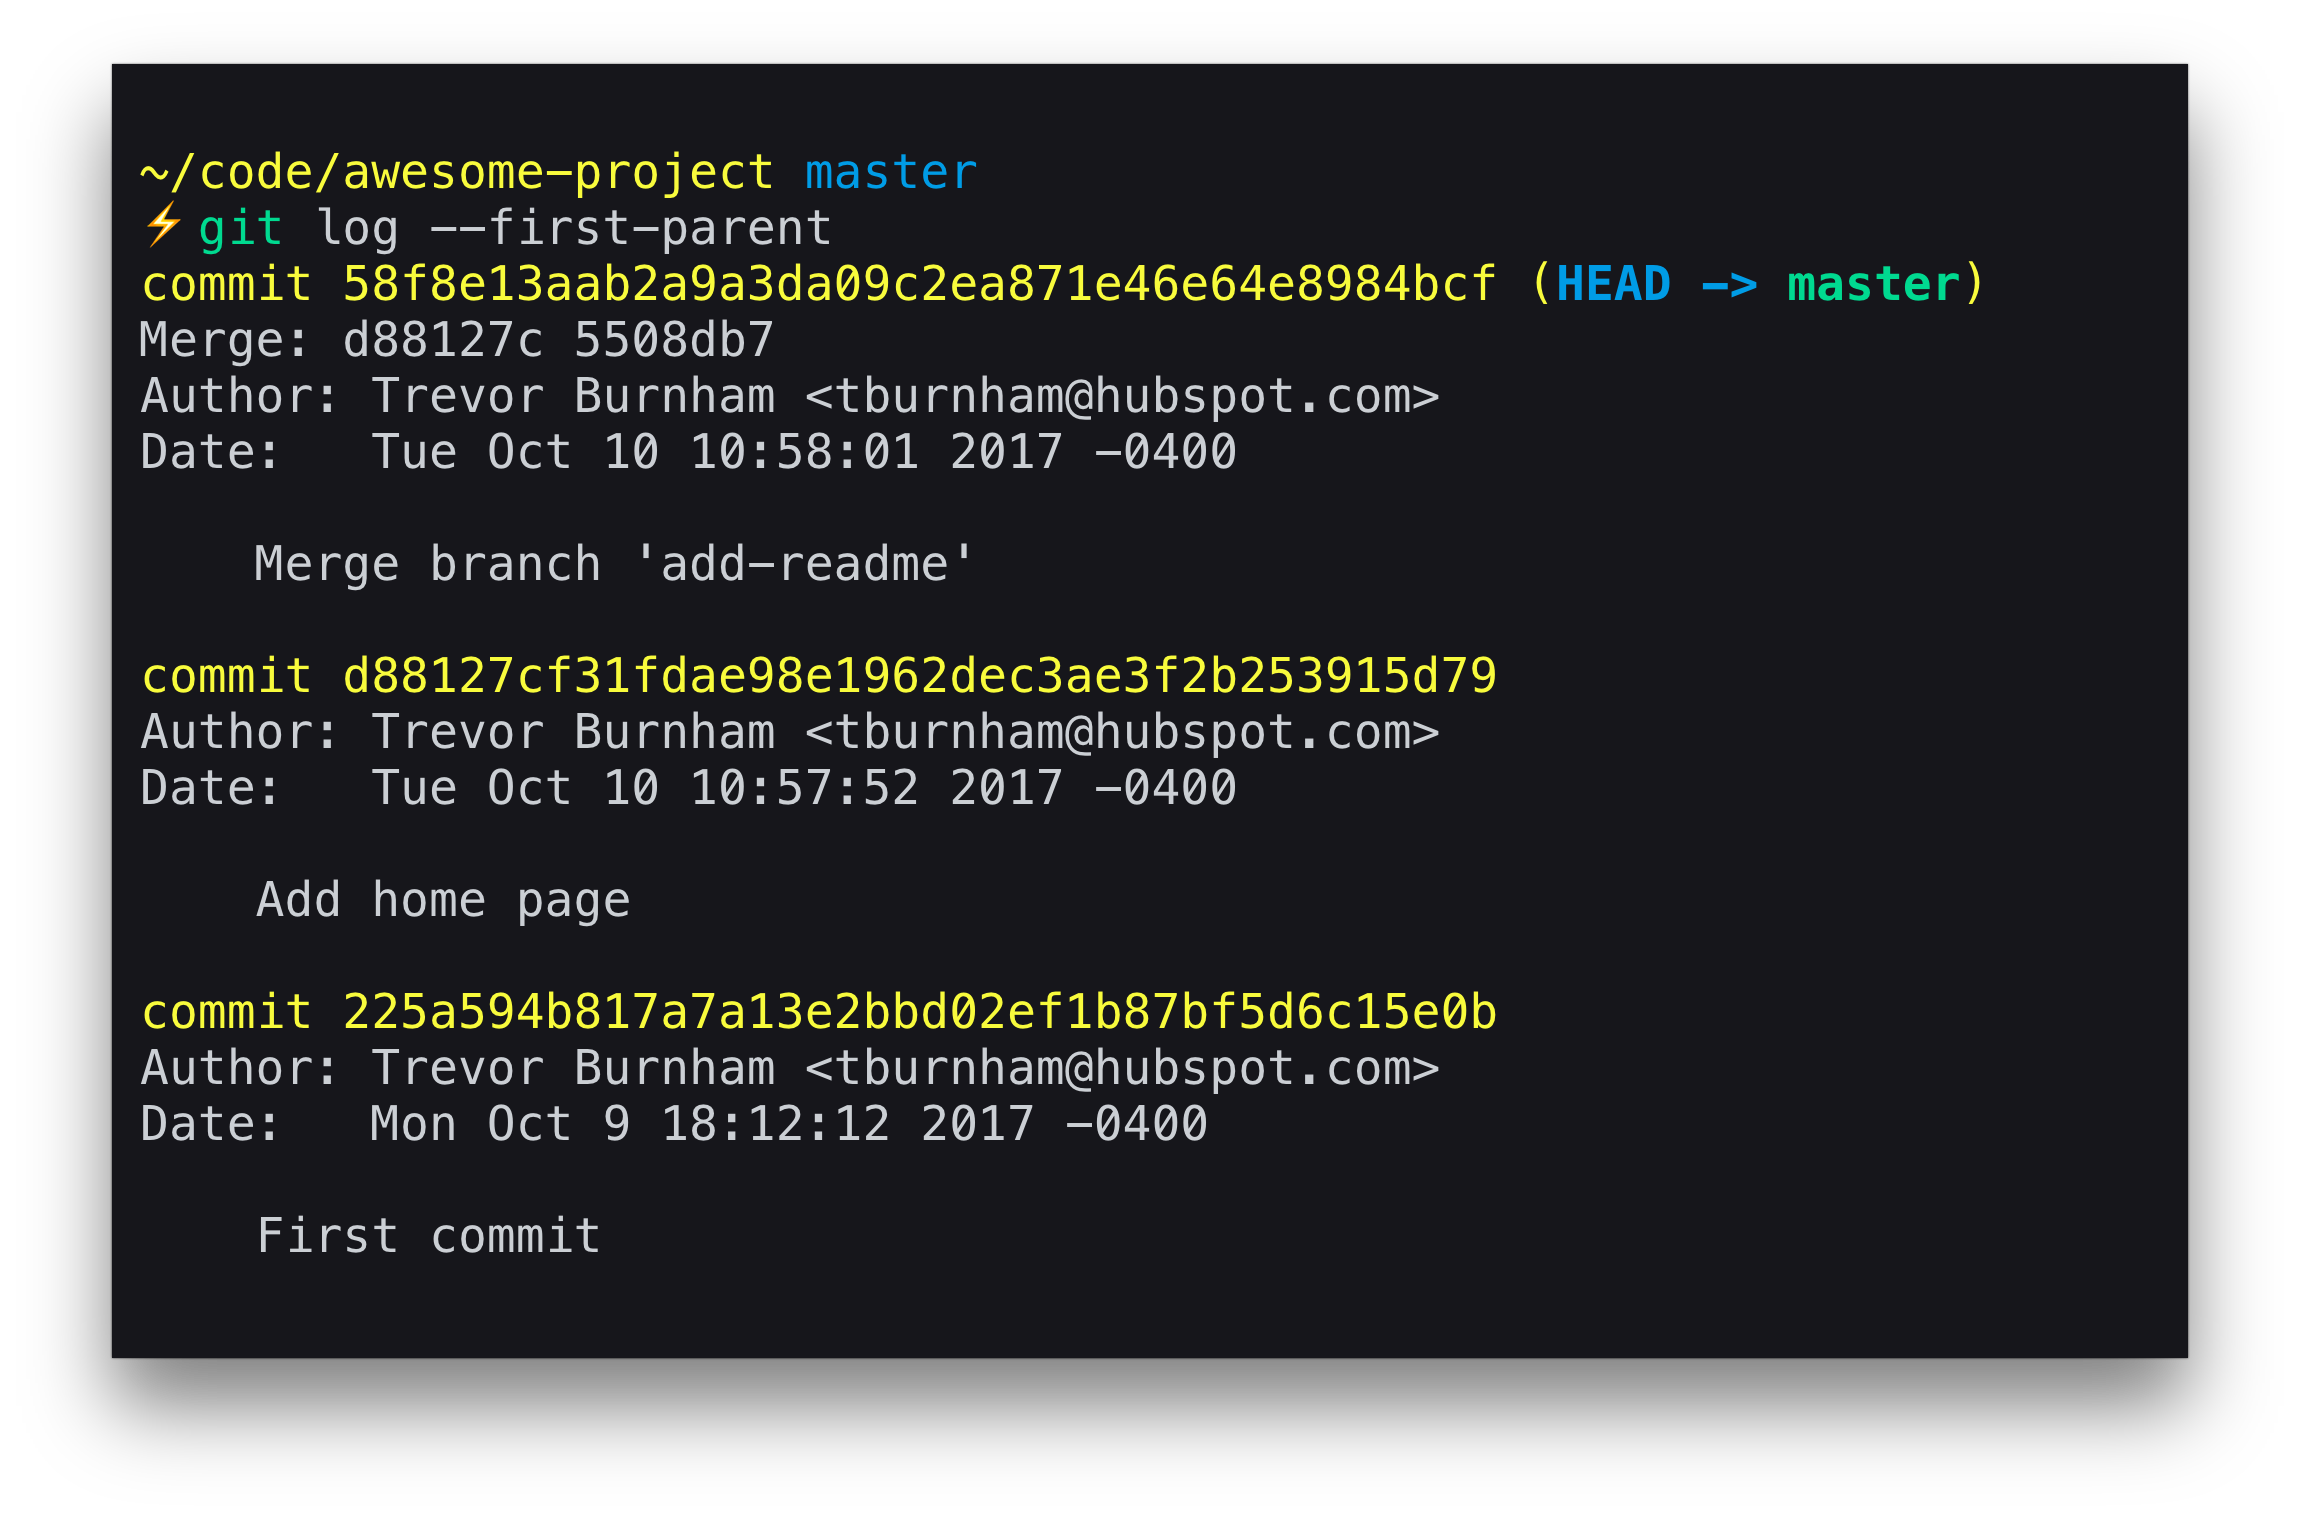 ~/code/awesome-project master
⚡ git log --first-parent
commit 58f8e13aab2a9a3da09c2ea871e46e64e8984bcf (HEAD -> master)
Merge: d88127c 5508db7
Author: Trevor Burnham <tburnham@hubspot.com>
Date:   Tue Oct 10 10:58:01 2017 -0400
    Merge branch 'add-readme'
commit d88127cf31fdae98e1962dec3ae3f2b253915d79
Author: Trevor Burnham <tburnham@hubspot.com>
Date:   Tue Oct 10 10:57:52 2017 -0400
    Add home page
commit 225a594b817a7a13e2bbd02ef1b87bf5d6c15e0b
Author: Trevor Burnham <tburnham@hubspot.com>
Date:   Mon Oct 9 18:12:12 2017 -0400
    First commit